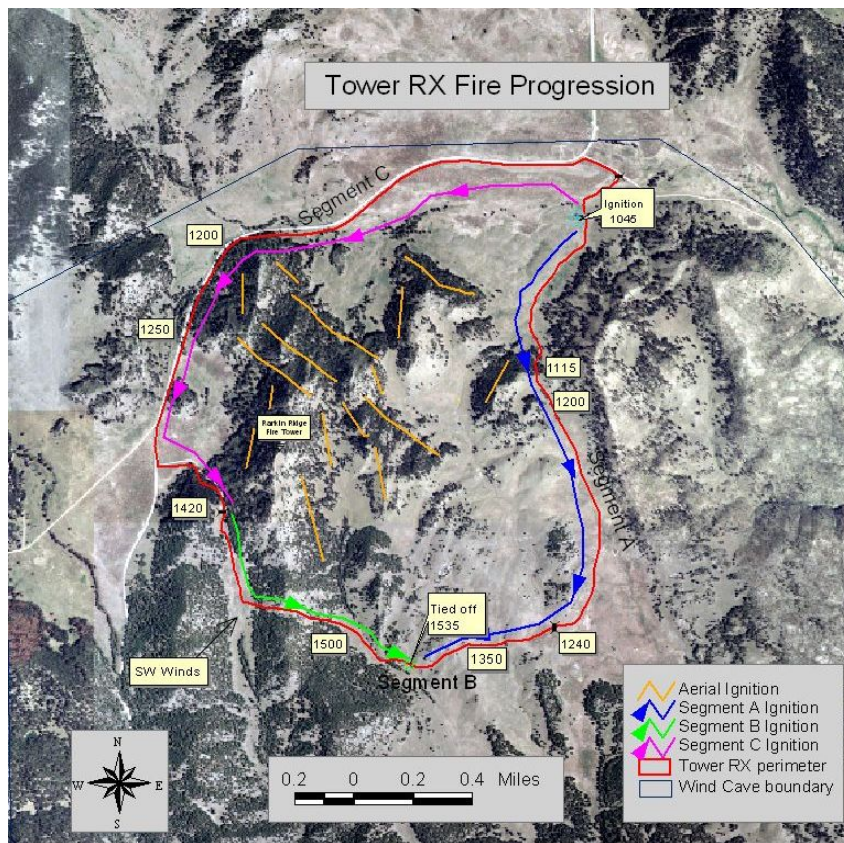 Tower RX Fire Progression
Segment C
Ignition
1045
1200
1250
1115
1200
Rankin Ridge
Fire Tower
Segment A
1420
Tied off
1535
1500
1350
1240
SW Winds
Segment B
Aerial Ignition
Segment A Ignition
Segment B Ignition
Segment C Ignition
Tower RX perimeter
Wind Cave boundary
N
W E
S
0.2 0 0.2 0.4 Miles